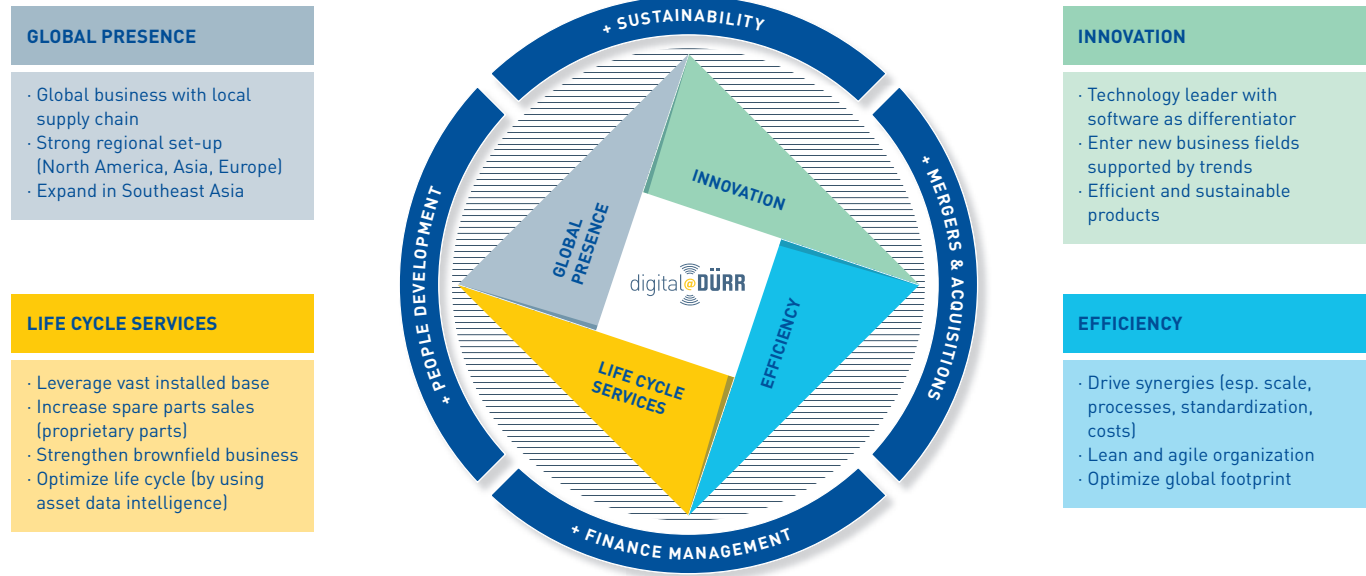 GLOBAL PRESENCE
· Global business with local
supply chain
· Strong regional set-up
(North America, Asia, Europe)
· Expand in Southeast Asia
LIFE CYCLE SERVICES
· Leverage vast installed base
· Increase spare parts sales
(proprietary parts)
· Strengthen brownfield business
· Optimize life cycle (by using
asset data intelligence)
+ SUSTAINABILITY
+ PEOPLE DEVELOPMENT
+ MERGERS & ACQUISITIONS
+ FINANCE MANAGEMENT
INNOVATION
GLOBAL
PRESENCE
digital@DÜRR
EFFICIENCY
LIFE CYCLE
SERVICES
INNOVATION
· Technology leader with
software as differentiator
· Enter new business fields
supported by trends
· Efficient and sustainable
products
EFFICIENCY
· Drive synergies (esp. scale,
processes, standardization,
costs)
· Lean and agile organization
· Optimize global footprint